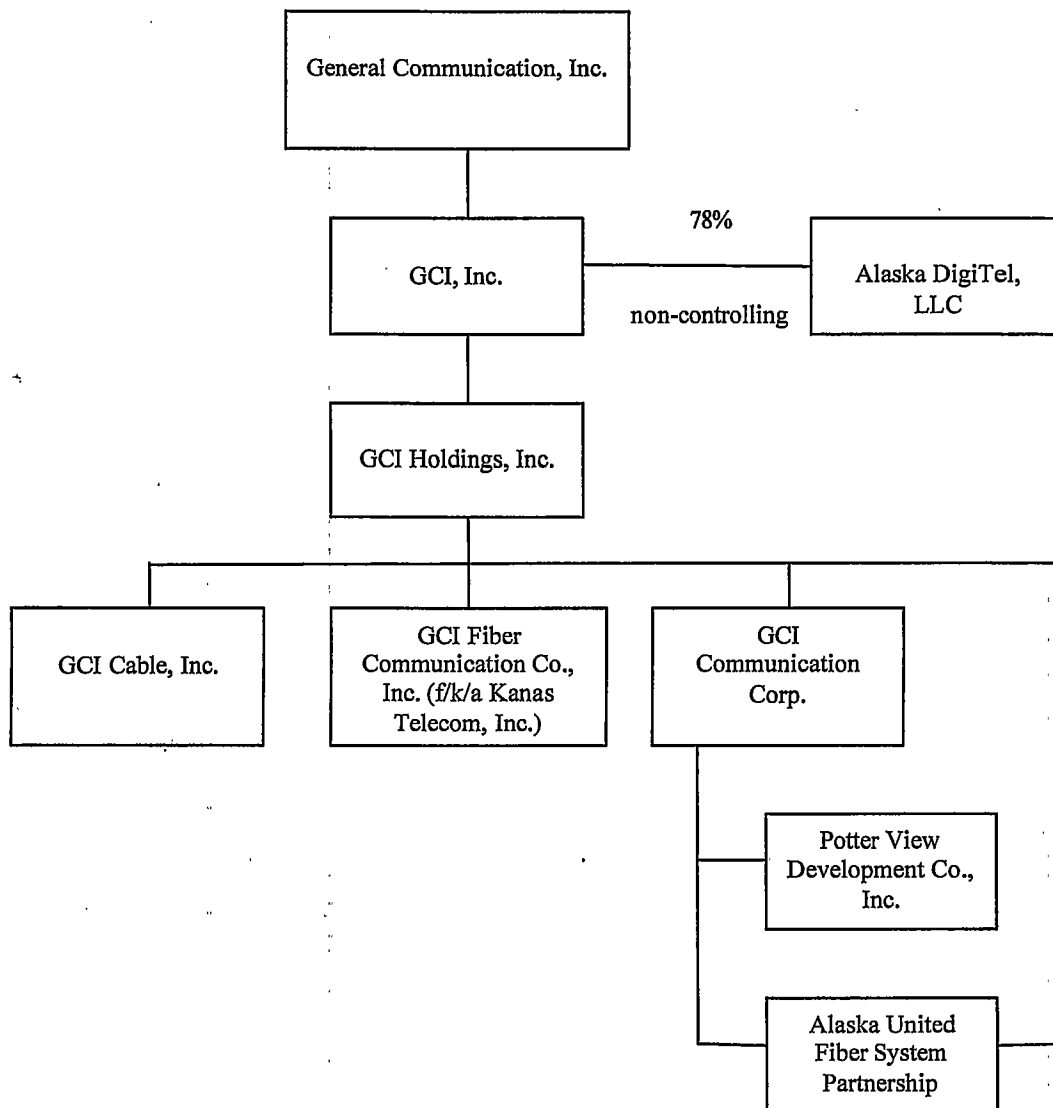 General Communication, Inc.
78%
GCI, Inc.
Alaska DigiTel,
LLC
non-controlling
GCI Holdings, Inc.
GCI Cable, Inc.
GCI Fiber
Communication Co.,
Inc. (f/k/a Kanas
Telecom, Inc.)
GCI
Communication
Corp.
Potter View
Development Co.,
Inc.
Alaska United
Fiber System
Partnership